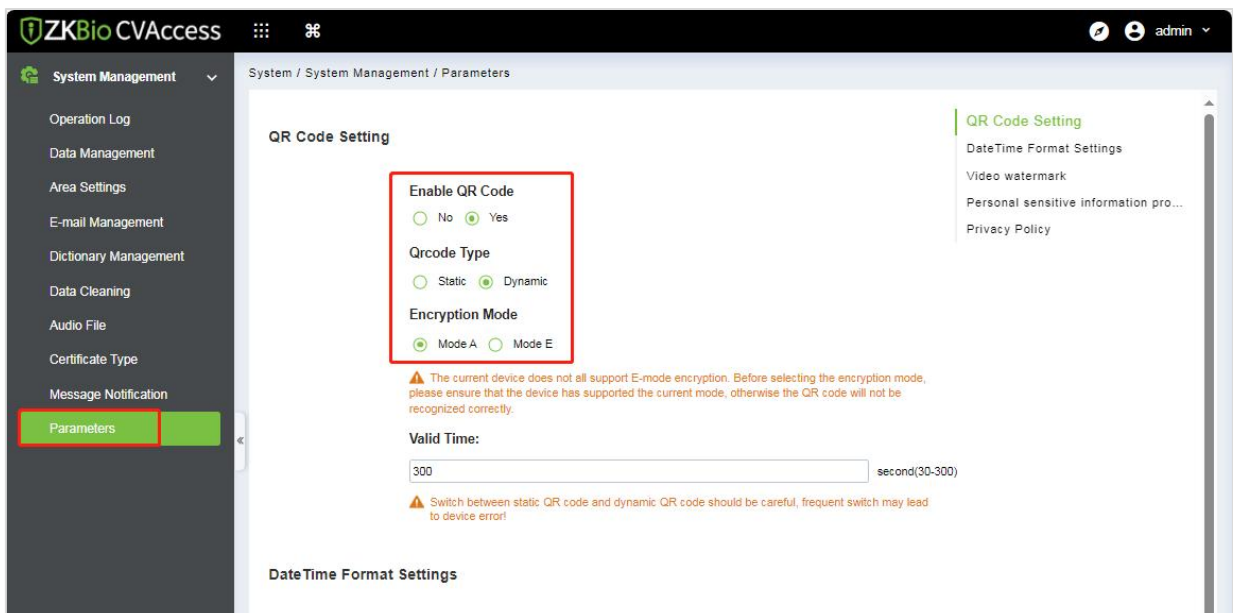 ZKBio CVAccess
admin
System Management
System / System Management / Parameters
Operation Log
Data Management
Area Settings
E-mail Management
Dictionary Management
Data Cleaning
Audio File
Certificate Type
Message Notification
Parameters
QR Code Setting
Enable QR Code
No Yes
Qrcode Type
Static Dynamic
Encryption Mode
Mode A Mode E
The current device does not all support E-mode encryption. Before selecting the encryption mode,
please ensure that the device has supported the current mode, otherwise the QR code will not be
recognized correctly.
Valid Time:
300 second(30-300)
Switch between static QR code and dynamic QR code should be careful, frequent switch may lead
to device error!
DateTime Format Settings
QR Code Setting
DateTime Format Settings
Video watermark
Personal sensitive information pro...
Privacy Policy